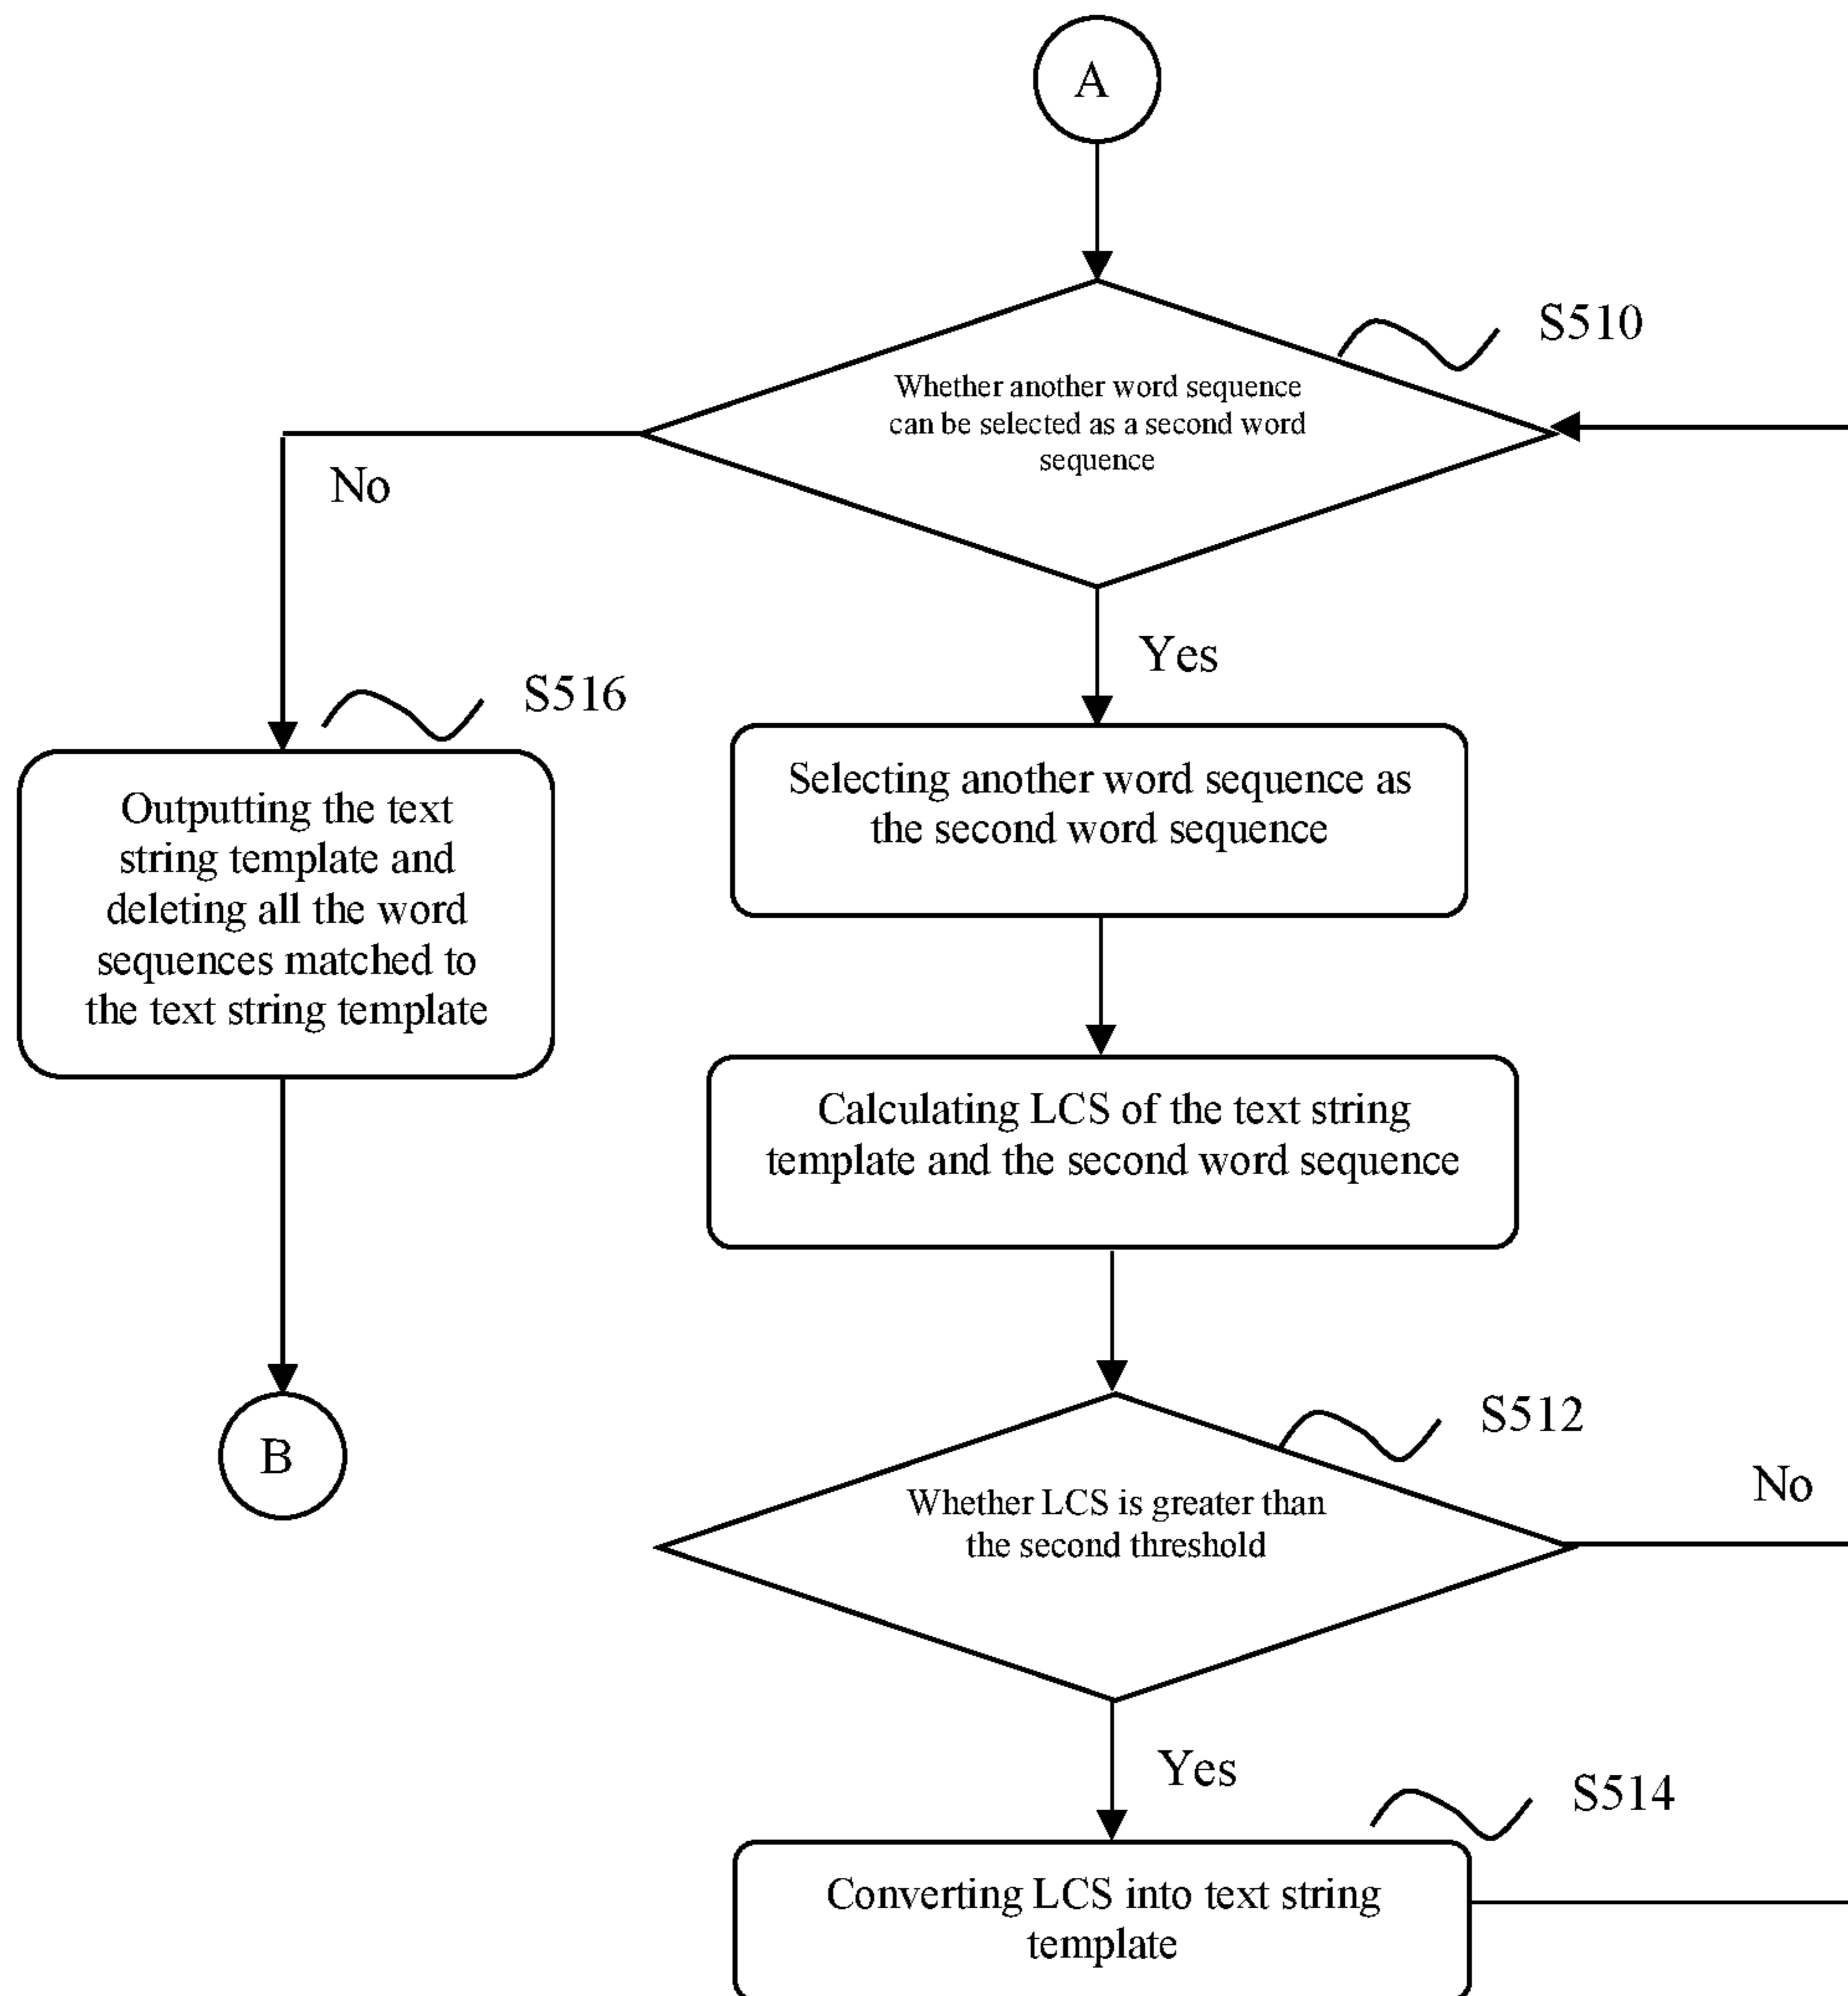 A
S510
Whether another word sequence
can be selected as a second word
sequence
No
Yes
S516
Outputting the text
string template and
deleting all the word
sequences matched to
the text string template
Selecting another word sequence as
the second word sequence
Calculating LCS of the text string
template and the second word sequence
B
S512
Whether LCS is greater than
the second threshold
No
Yes
S514
Converting LCS into text string
template